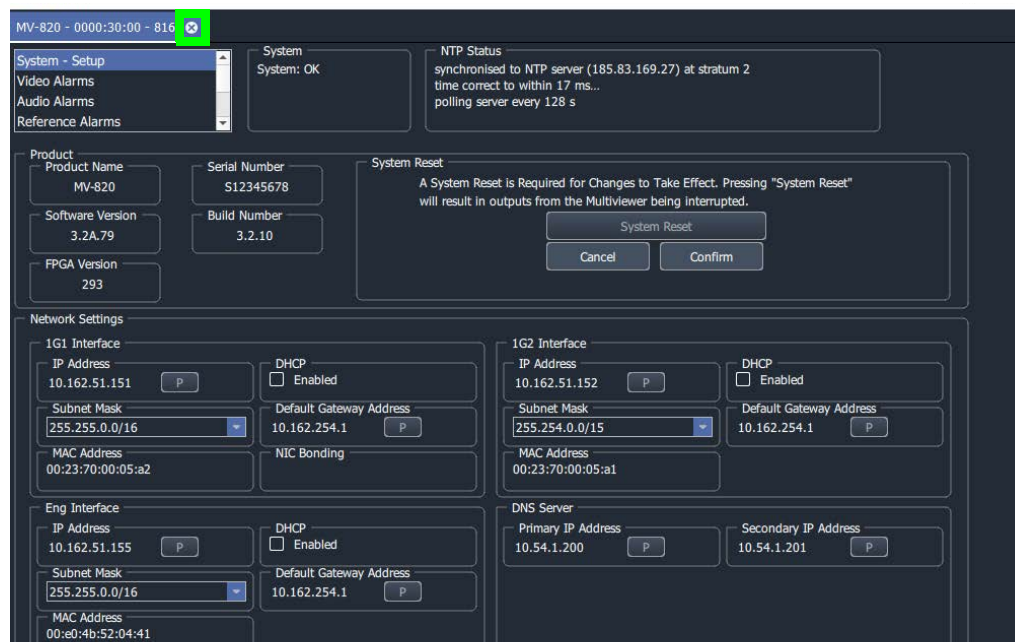 MV-820 - 0000:30:00 - 816
System - Setup
Video Alarms
Audio Alarms
Reference Alarms
System
System: OK
NTP Status
synchronised to NTP server (185.83.169.27) at stratum 2
time correct to within 17 ms...
polling server every 128 s
Product
Product Name
MV-820
Serial Number
S12345678
Software Version
3.2A.79
Build Number
3.2.10
FPGA Version
293
System Reset
A System Reset is Required for Changes to Take Effect. Pressing "System Reset"
will result in outputs from the Multiviewer being interrupted.
System Reset
Cancel Confirm
Network Settings
1G1 Interface
IP Address
10.162.51.151 P
DHCP
Enabled
Subnet Mask
255.255.0.0/16
Default Gateway Address
10.162.254.1 P
MAC Address
00:23:70:00:05:a2
NIC Bonding
1G2 Interface
IP Address
10.162.51.152 P
DHCP
Enabled
Subnet Mask
255.254.0.0/15
Default Gateway Address
10.162.254.1 P
MAC Address
00:23:70:00:05:a1
Eng Interface
IP Address
10.162.51.155 P
DHCP
Enabled
Subnet Mask
255.255.0.0/16
Default Gateway Address
10.162.254.1 P
MAC Address
00:e0:4b:52:04:41
DNS Server
Primary IP Address
10.54.1.200 P
Secondary IP Address
10.54.1.201 P